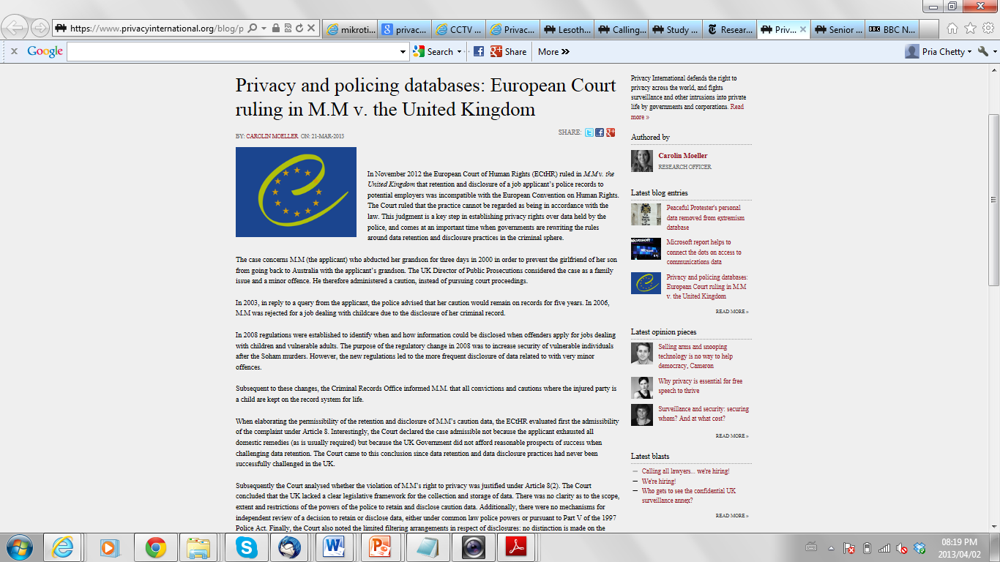 https://www.privacyinternational.org/blog/p
mikroti...
privac...
CCTV ...
Privac...
Lesoth...
Calling...
Study ...
Resear...
Priv...
Senior ...
BBC N...
x Google
Search
Share
More »
Pria Chetty
Privacy and policing databases: European Court
ruling in M.M v. the United Kingdom
BY: CAROLIN MOELLER ON: 21-MAR-2013
SHARE:
In November 2012 the European Court of Human Rights (ECtHR) ruled in M.M v. the
United Kingdom that retention and disclosure of a job applicant's police records to
potential employers was incompatible with the European Convention on Human Rights.
The Court ruled that the practice cannot be regarded as being in accordance with the
law. This judgment is a key step in establishing privacy rights over data held by the
police, and comes at an important time when governments are rewriting the rules
around data retention and disclosure practices in the criminal sphere.
The case concerns M.M (the applicant) who abducted her grandson for three days in 2000 in order to prevent the girlfriend of her son
from going back to Australia with the applicant's grandson. The UK Director of Public Prosecutions considered the case as a family
issue and a minor offence. He therefore administered a caution, instead of pursuing court proceedings.
In 2003, in reply to a query from the applicant, the police advised that her caution would remain on records for five years. In 2006,
M.M was rejected for a job dealing with childcare due to the disclosure of her criminal record.
In 2008 regulations were established to identify when and how information could be disclosed when offenders apply for jobs dealing
with children and vulnerable adults. The purpose of the regulatory change in 2008 was to increase security of vulnerable individuals
after the Soham murders. However, the new regulations led to the more frequent disclosure of data related to with very minor
offences.
Subsequent to these changes, the Criminal Records Office informed M.M. that all convictions and cautions where the injured party is
a child are kept on the record system for life.
When elaborating the permissibility of the retention and disclosure of M.M's caution data, the ECtHR evaluated first the admissibility
of the complaint under Article 8. Interestingly, the Court declared the case admissible not because the applicant exhausted all
domestic remedies (as is usually required) but because the UK Government did not afford reasonable prospects of success when
challenging data retention. The Court came to this conclusion since data retention and data disclosure practices had never been
successfully challenged in the UK.
Subsequently the Court analysed whether the violation of M.M's right to privacy was justified under Article 8(2). The Court
concluded that the UK lacked a clear legislative framework for the collection and storage of data. There was no clarity as to the scope,
extent and restrictions of the powers of the police to retain and disclose caution data. Additionally, there were no mechanisms for
independent review of a decision to retain or disclose data, either under common law police powers or pursuant to Part V of the 1997
Police Act. Finally, the Court also noted the limited filtering arrangements in respect of disclosures: no distinction is made on the
Privacy International defends the right to
privacy across the world, and fights
surveillance and other intrusions into private
life by governments and corporations. Read
more »
Authored by
Carolin Moeller
RESEARCH OFFICER
Latest blog entries
Peaceful Protester's personal
data removed from extremism
database
Microsoft report helps to
connect the dots on access to
communications data
Privacy and policing databases:
European Court ruling in M.M
v. the United Kingdom
READ MORE »
Latest opinion pieces
Selling arms and snooping
technology is no way to help
democracy, Cameron
Why privacy is essential for free
speech to thrive
Surveillance and security: securing
whom? And at what cost?
READ MORE »
Latest blasts
Calling all lawyers... we're hiring!
We're hiring!
Who gets to see the confidential UK
surveillance annex?
READ MORE »
08:19 PM
2013/04/02